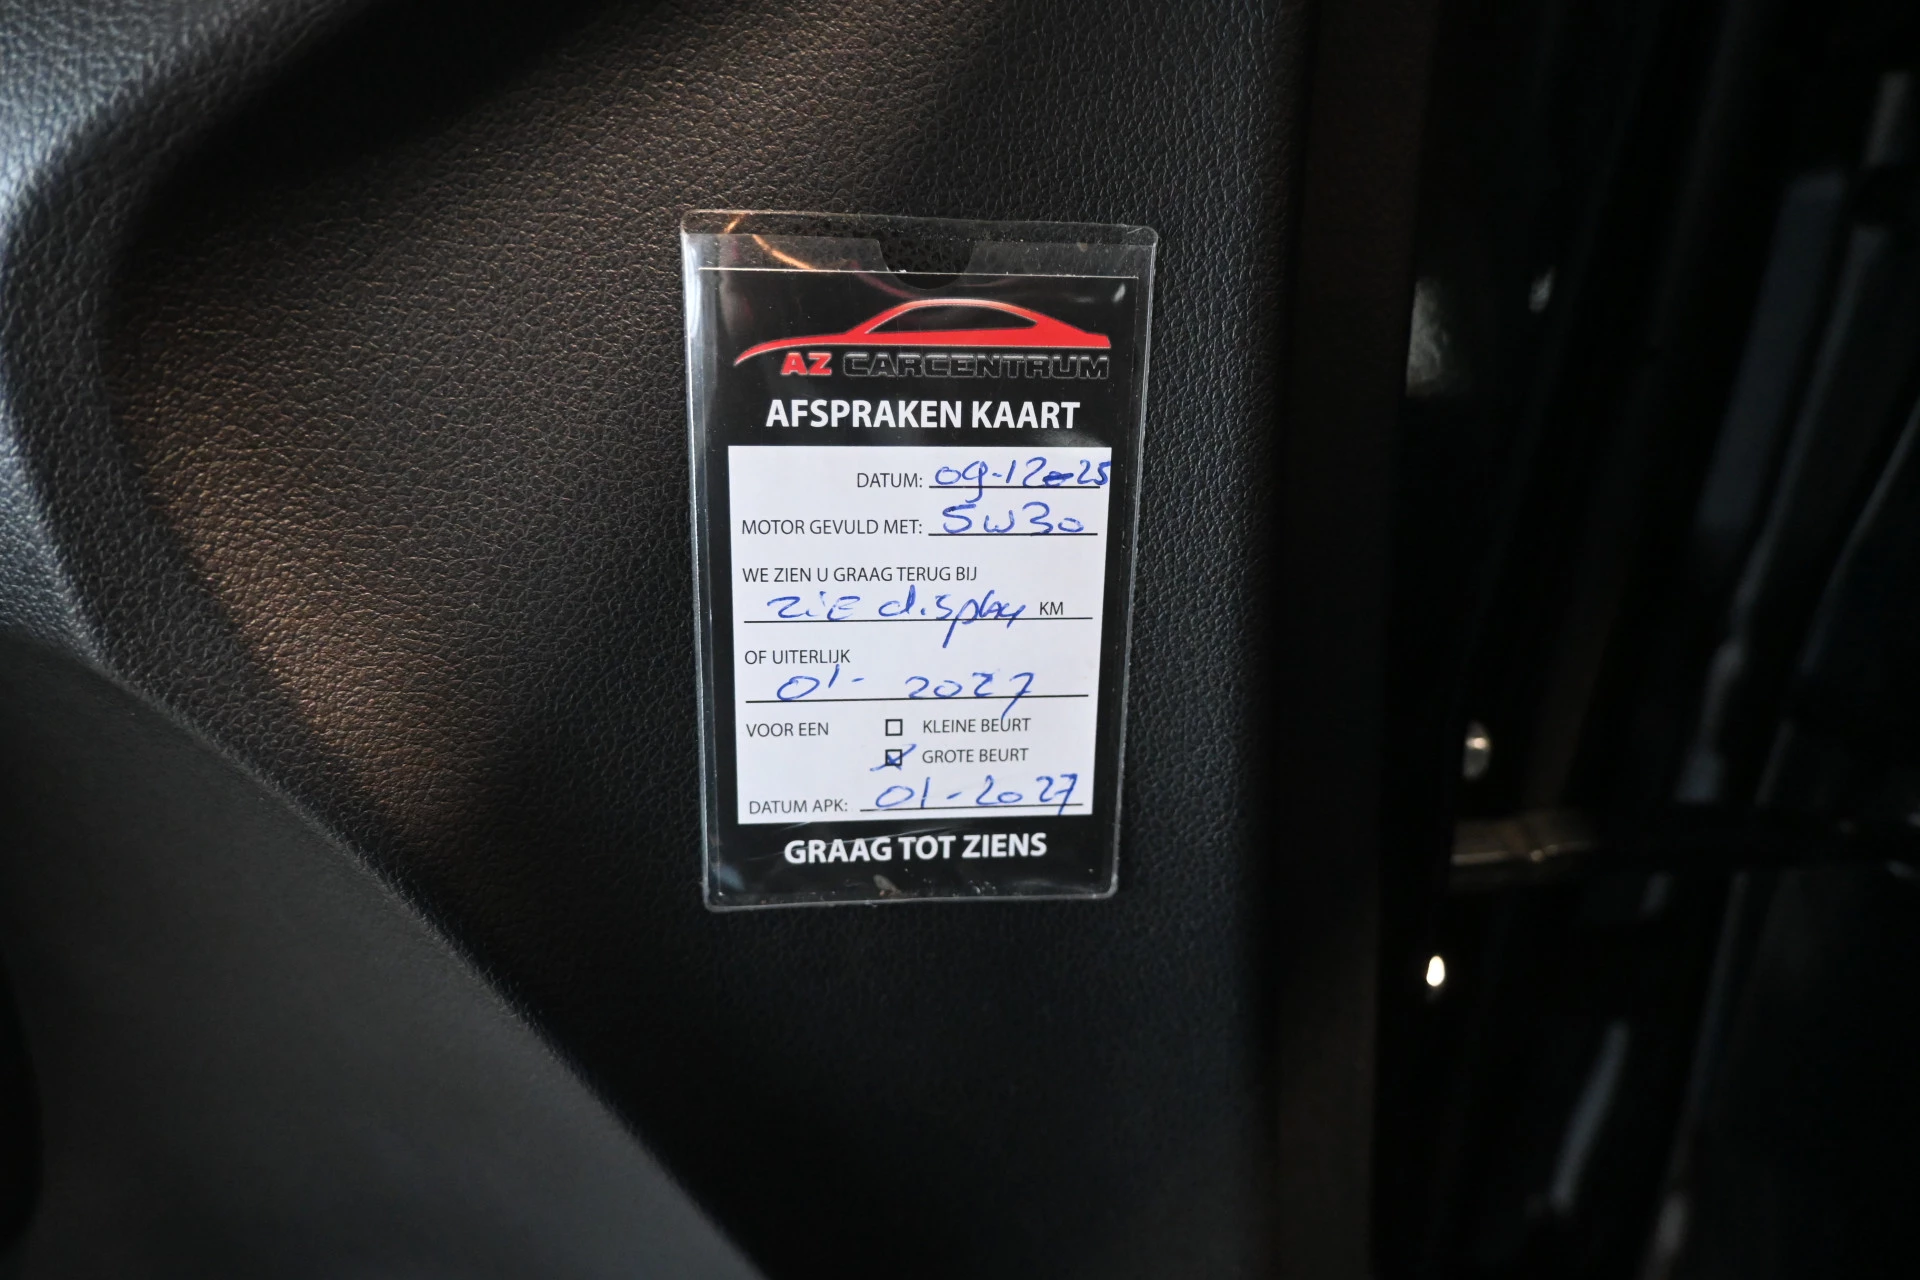 AZ CARCENTRUM
AFSPRAKEN KAART
DATUM: 09-12-25
MOTOR GEVULD MET: 5w30
WE ZIEN U GRAAG TERUG BIJ
zie display KM
OF UITERLIJK
01- 2027
VOOR EEN KLEINE BEURT
GROTE BEURT
DATUM APK: 01-2027
GRAAG TOT ZIENS